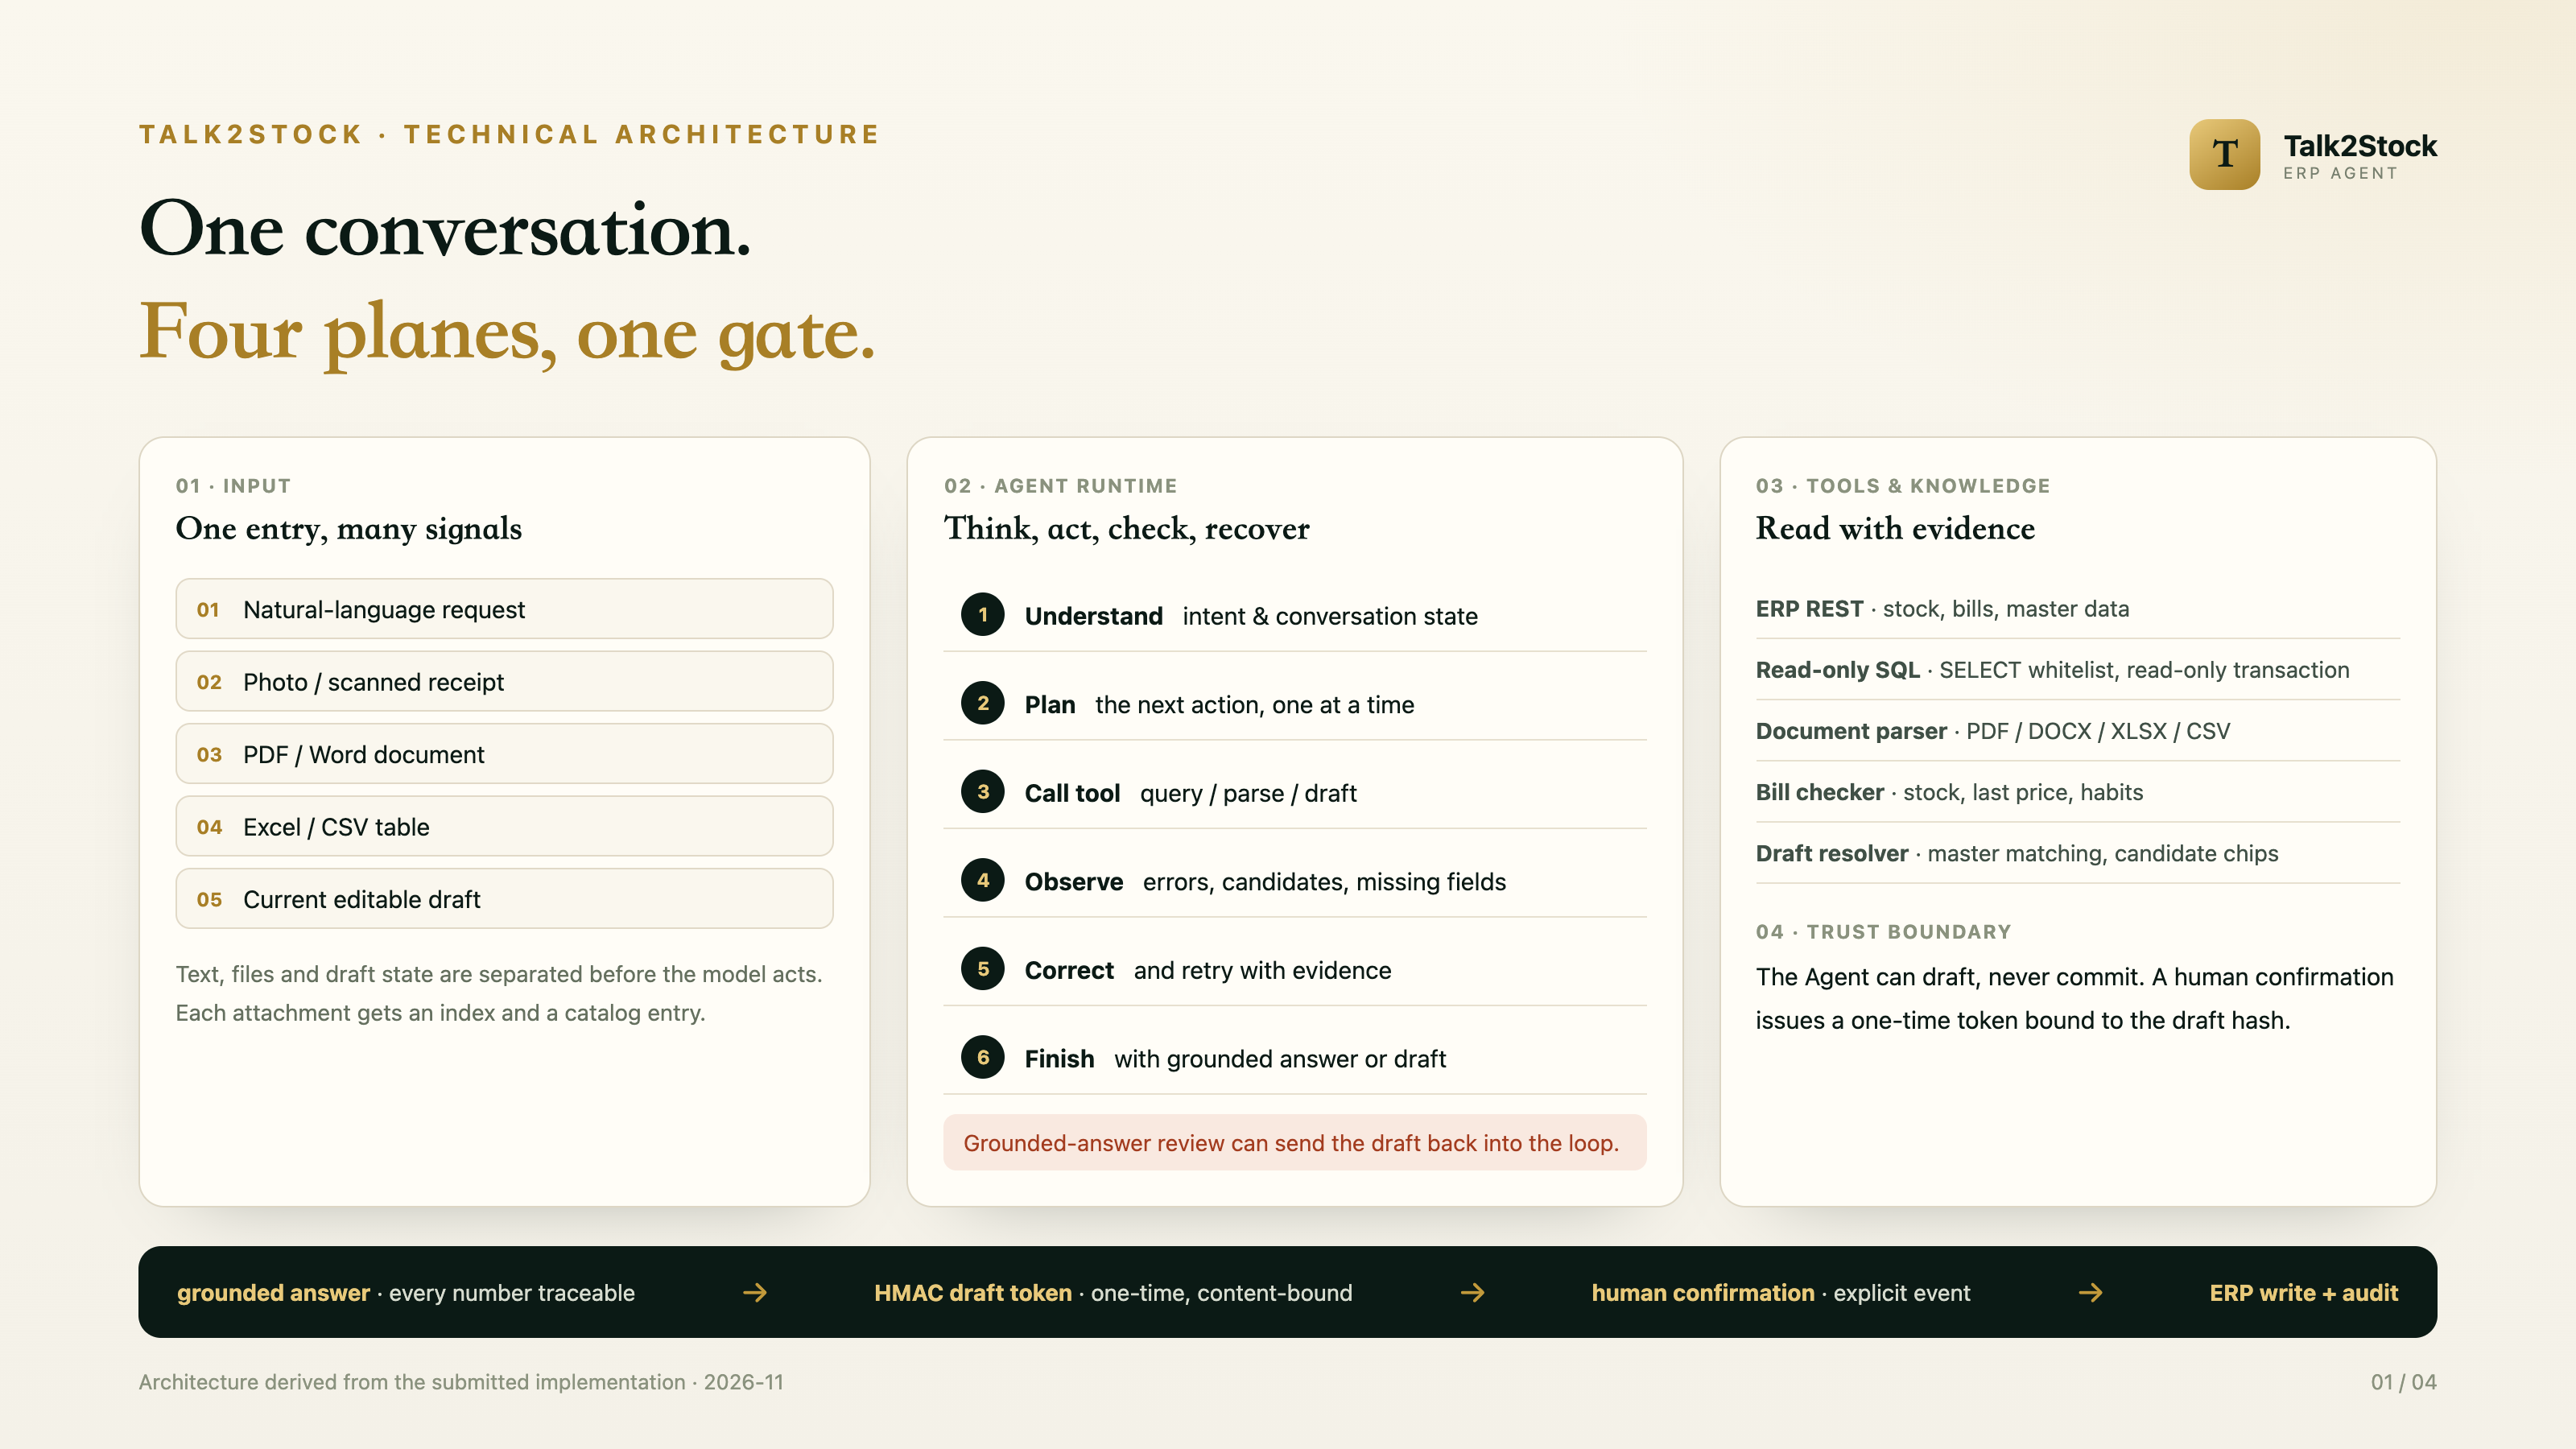 TALK2STOCK · TECHNICAL ARCHITECTURE
One conversation.
Four planes, one gate.
T
Talk2Stock
ERP AGENT
01 · INPUT
One entry, many signals
01 Natural-language request
02 Photo / scanned receipt
03 PDF / Word document
04 Excel / CSV table
05 Current editable draft
Text, files and draft state are separated before the model acts.
Each attachment gets an index and a catalog entry.
02 · AGENT RUNTIME
Think, act, check, recover
1 Understand intent & conversation state
2 Plan the next action, one at a time
3 Call tool query / parse / draft
4 Observe errors, candidates, missing fields
5 Correct and retry with evidence
6 Finish with grounded answer or draft
Grounded-answer review can send the draft back into the loop.
03 · TOOLS & KNOWLEDGE
Read with evidence
ERP REST · stock, bills, master data
Read-only SQL · SELECT whitelist, read-only transaction
Document parser · PDF / DOCX / XLSX / CSV
Bill checker · stock, last price, habits
Draft resolver · master matching, candidate chips
04 · TRUST BOUNDARY
The Agent can draft, never commit. A human confirmation
issues a one-time token bound to the draft hash.
grounded answer · every number traceable → HMAC draft token · one-time, content-bound → human confirmation · explicit event → ERP write + audit
Architecture derived from the submitted implementation · 2026-11
01 / 04